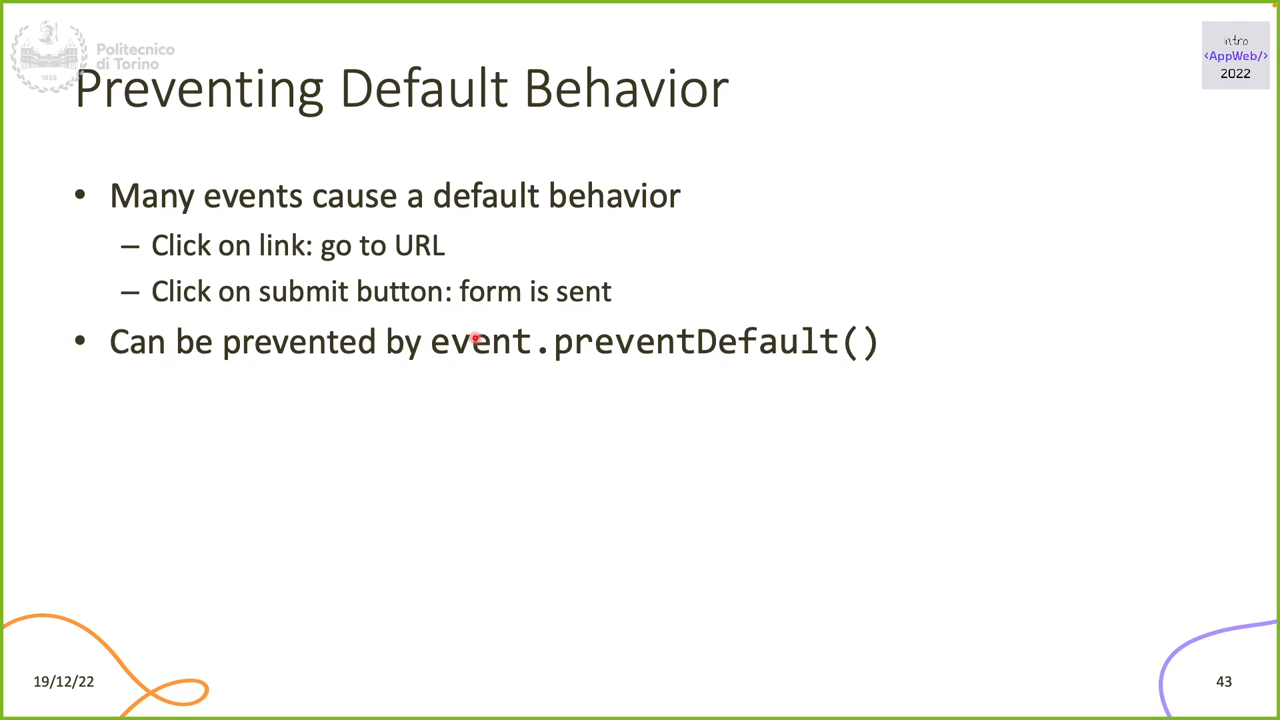 Politecnico
di Torino
1859
intro
<AppWeb/>
2022
Preventing Default Behavior
• Many events cause a default behavior
– Click on link: go to URL
– Click on submit button: form is sent
• Can be prevented by event.preventDefault()
19/12/22
43